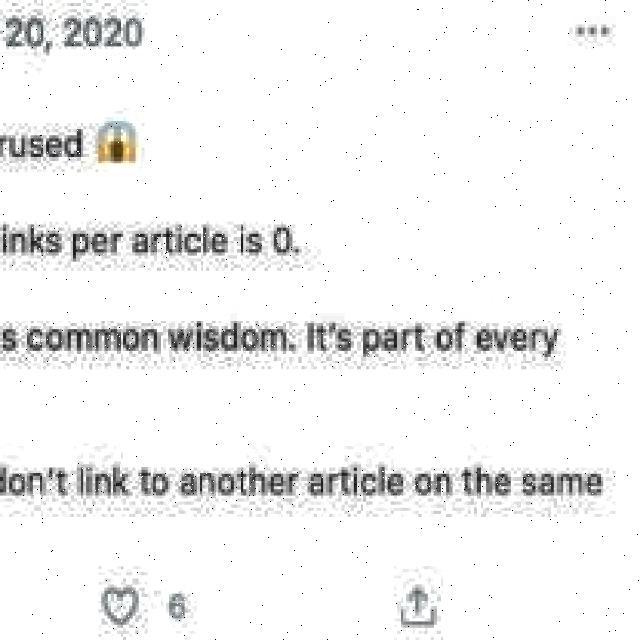 20, 2020
rused 😱
inks per article is 0.
s common wisdom. It's part of every
don't link to another article on the same
6